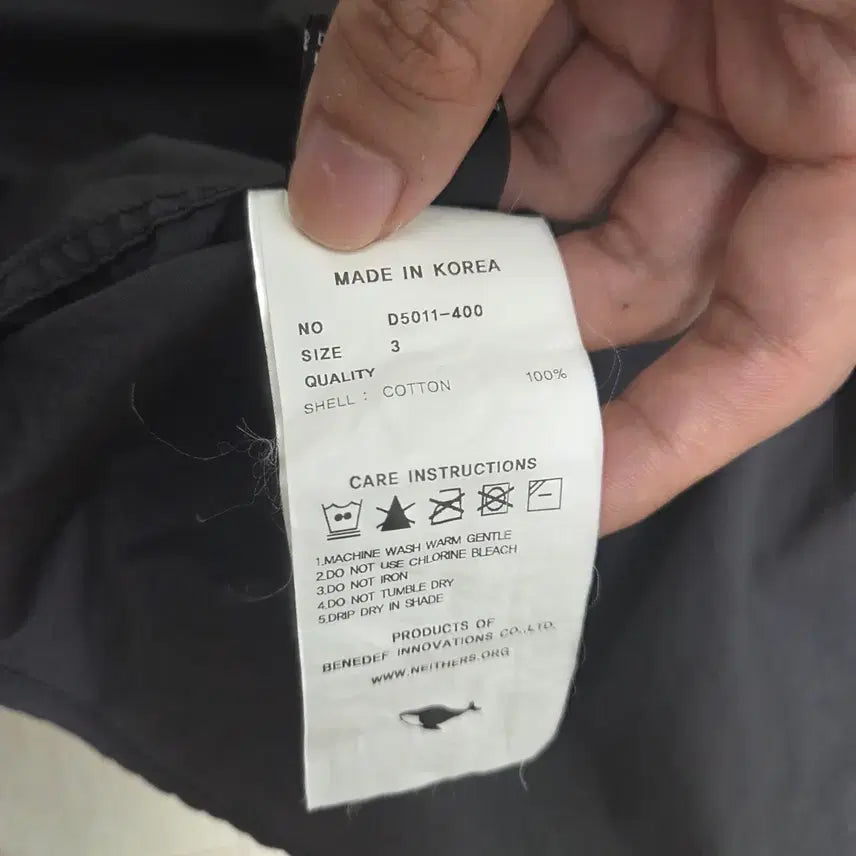 MADE IN KOREA
NO D5011-400
SIZE 3
QUALITY
SHELL : COTTON 100%
CARE INSTRUCTIONS
1.MACHINE WASH WARM GENTLE
2.DO NOT USE CHLORINE BLEACH
3.DO NOT IRON
4.DO NOT TUMBLE DRY
5.DRIP DRY IN SHADE
PRODUCTS OF
BENEDEF INNOVATIONS CO.,LTD.
WWW.NEITHERS.ORG